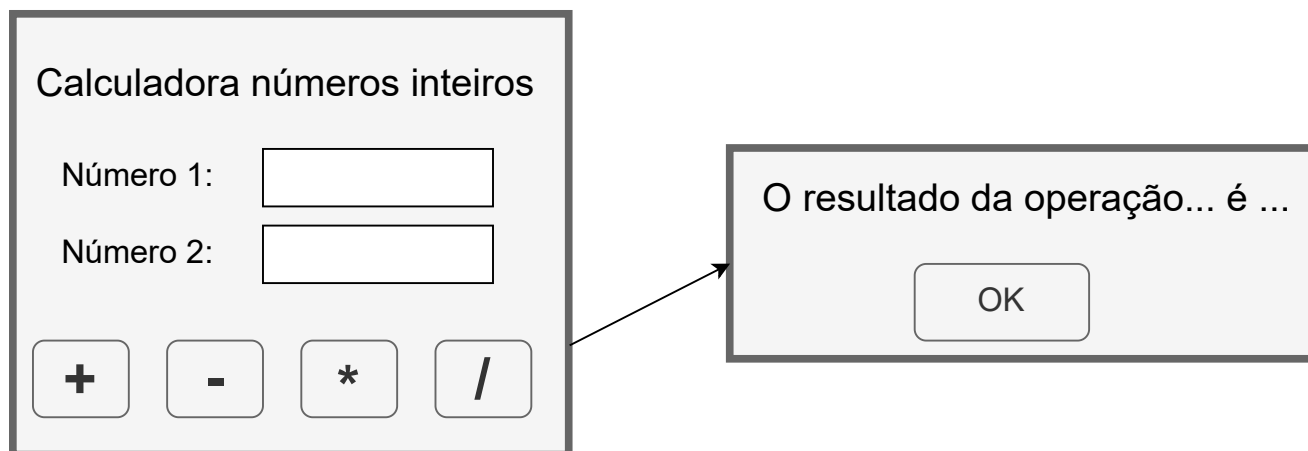 Calculadora números inteiros
Número 1:
Número 2:
+ - * /
O resultado da operação... é ...
OK